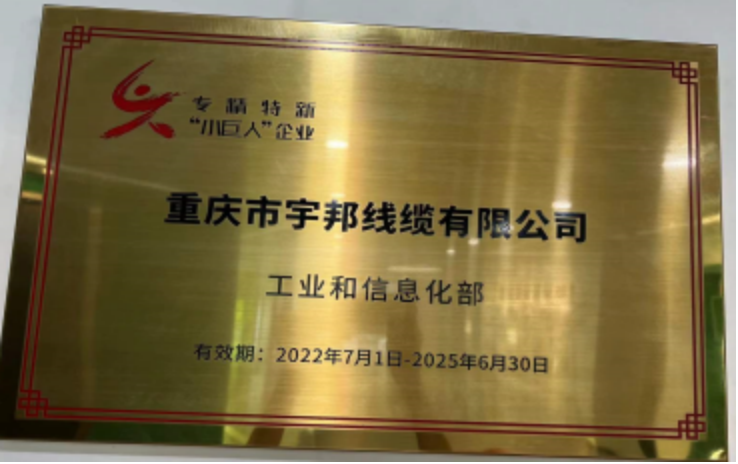 专精特新
“小巨人”企业
重庆市宇邦线缆有限公司
工业和信息化部
有效期：2022年7月1日-2025年6月30日